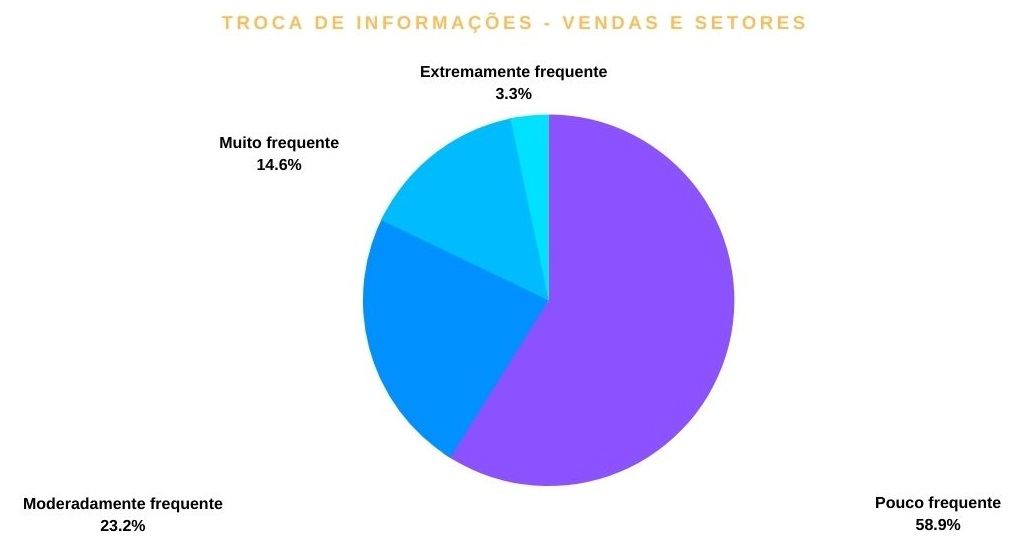 TROCA DE INFORMAÇÕES - VENDAS E SETORES
Extremamente frequente
3.3%
Muito frequente
14.6%
Moderadamente frequente
23.2%
Pouco frequente
58.9%